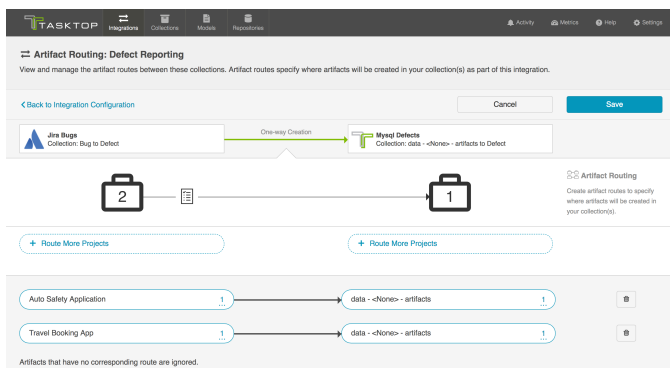 TASKTOP
Integrations
Collections
Models
Repositories
Activity
Metrics
Help
Settings
Artifact Routing: Defect Reporting
View and manage the artifact routes between these collections. Artifact routes specify where artifacts will be created in your collection(s) as part of this integration.
Back to Integration Configuration
Cancel
Save
Jira Bugs
Collection: Bug to Defect
One-way Creation
Mysql Defects
Collection: data - <None> - artifacts to Defect
2
1
Artifact Routing
Create artifact routes to specify
where artifacts will be created in
your collection(s).
+ Route More Projects
+ Route More Projects
Auto Safety Application 1
data - <None> - artifacts 1
Travel Booking App 1
data - <None> - artifacts 1
Artifacts that have no corresponding route are ignored.